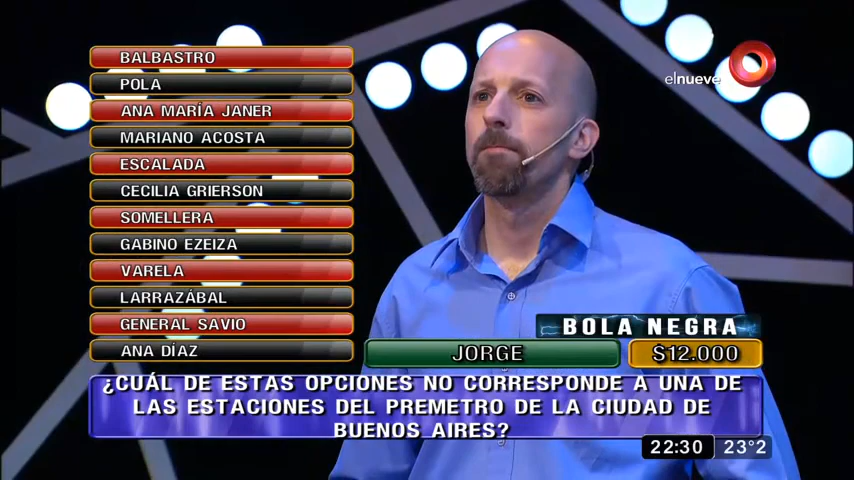 BALBASTRO
POLA
ANA MARÍA JANER
MARIANO ACOSTA
ESCALADA
CECILIA GRIERSON
SOMELLERA
GABINO EZEIZA
VARELA
LARRAZÁBAL
GENERAL SAVIO
ANA DÍAZ
elnueve
BOLA NEGRA
JORGE
$12.000
¿CUÁL DE ESTAS OPCIONES NO CORRESPONDE A UNA DE
LAS ESTACIONES DEL PREMETRO DE LA CIUDAD DE
BUENOS AIRES?
22:30 23°2